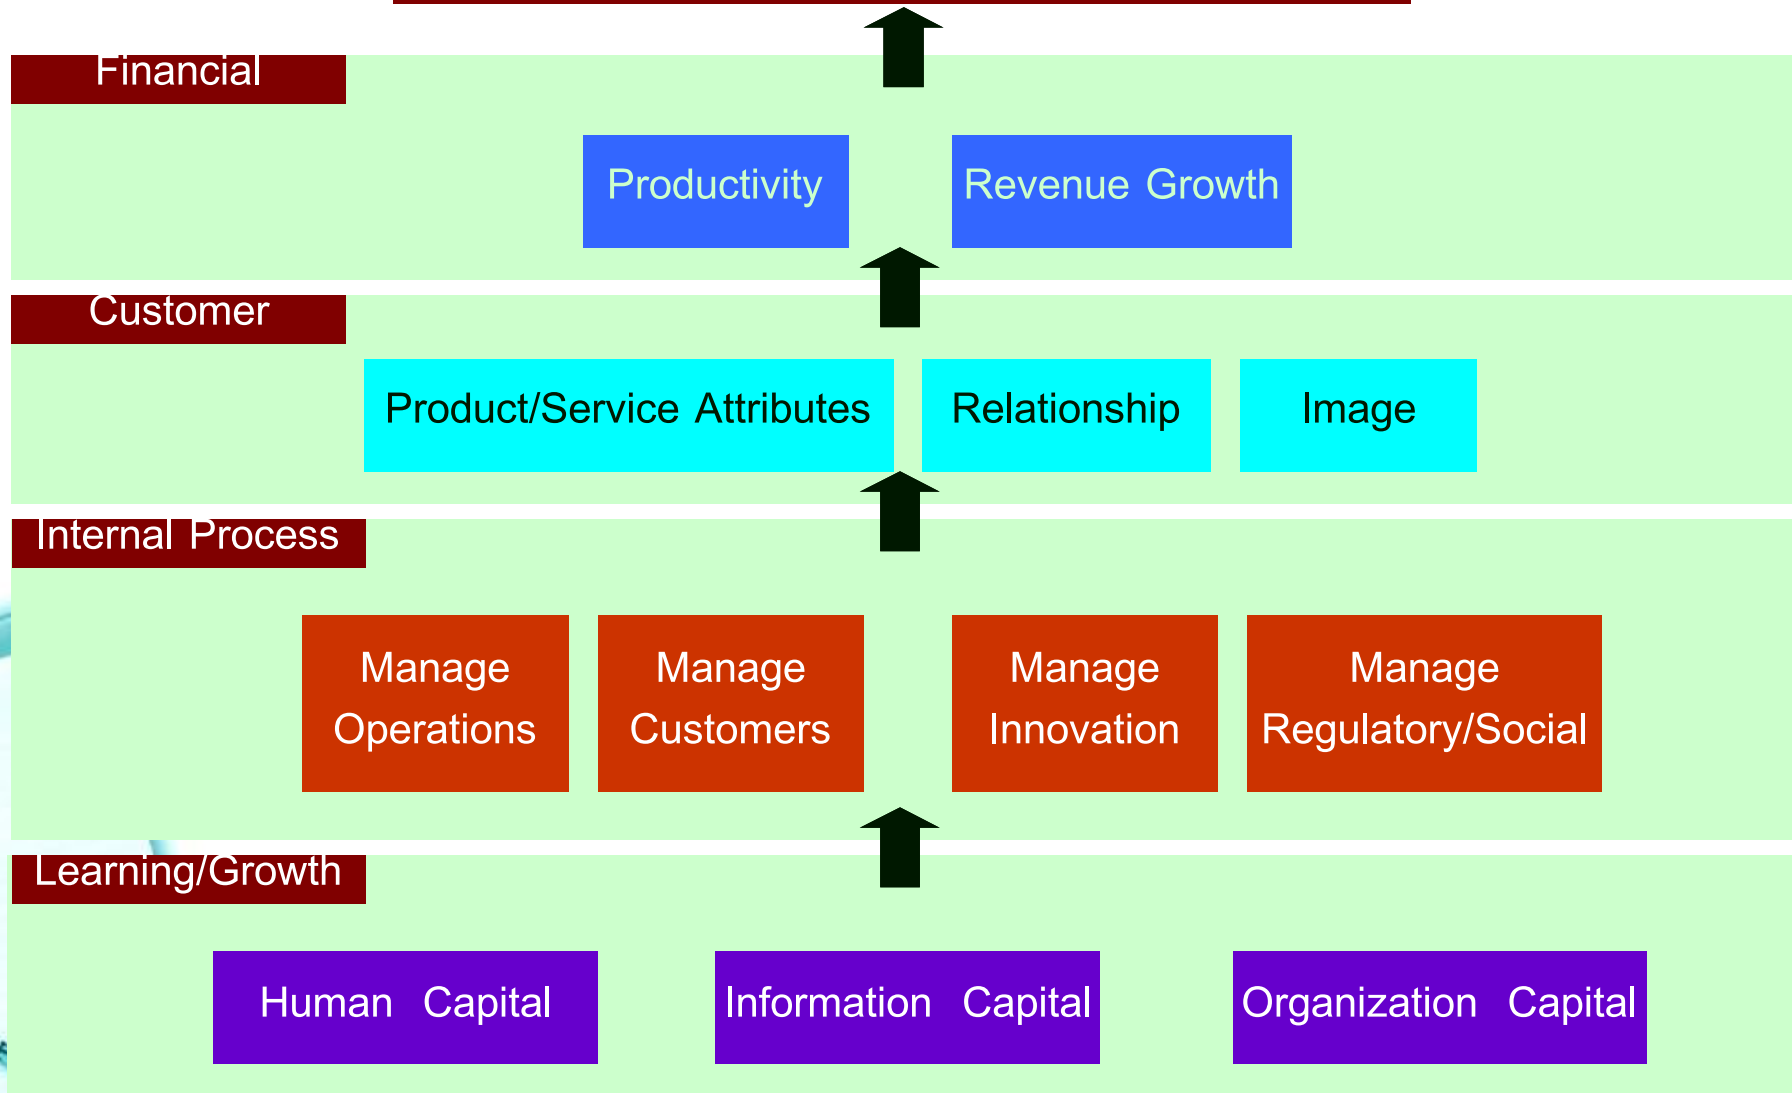 Financial
Productivity
Revenue Growth
Customer
Product/Service Attributes
Relationship
Image
Internal Process
Manage
Operations
Manage
Customers
Manage
Innovation
Manage
Regulatory/Social
Learning/Growth
Human Capital
Information Capital
Organization Capital